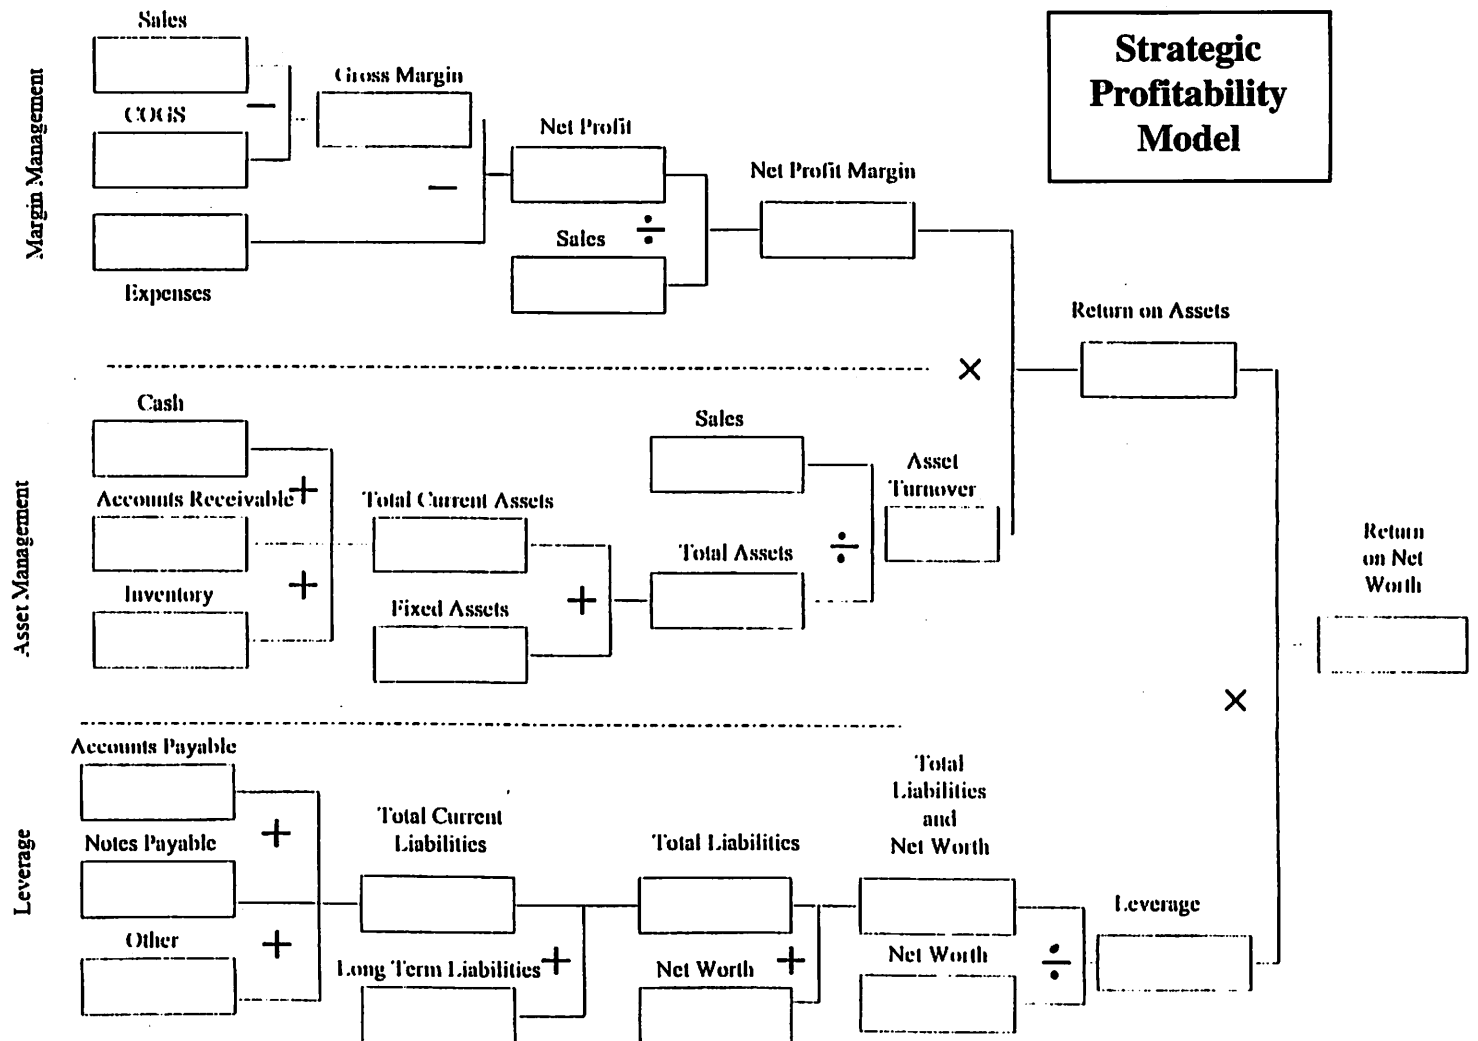 Strategic
Profitability
Model
Margin Management
Sales
−
COGS
Gross Margin
−
Expenses
Net Profit
÷
Sales
Net Profit Margin
×
Return on Assets
Asset Management
Cash
+
Accounts Receivable
+
Inventory
Total Current Assets
+
Fixed Assets
Sales
÷
Total Assets
Asset
Turnover
×
Return
on Net
Worth
Leverage
Accounts Payable
+
Notes Payable
+
Other
Total Current
Liabilities
+
Long Term Liabilities
Total Liabilities
+
Net Worth
Total
Liabilities
and
Net Worth
÷
Net Worth
Leverage